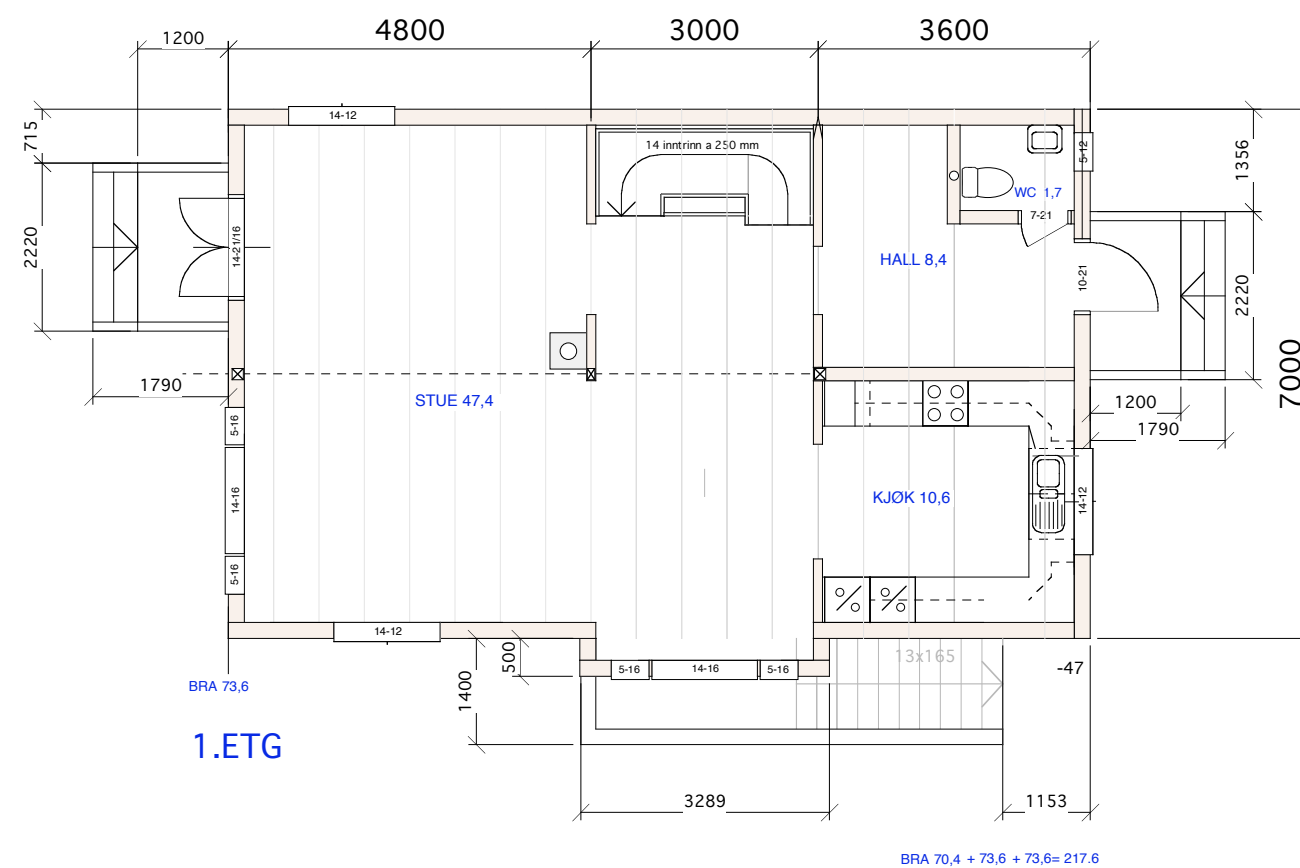 4800 3000 3600
1200
14-12
715
14 inntrinn a 250 mm
5-12
1356
WC 1,7
7-21
2220
14-21/16
HALL 8,4
10-21
2220
7000
1790
STUE 47,4
1200
1790
5-16
14-16
KJØK 10,6
14-12
5-16
14-12
500
13x165
5-16 14-16 5-16
-47
1400
BRA 73,6
1.ETG
3289
1153
BRA 70,4 + 73,6 + 73,6= 217.6